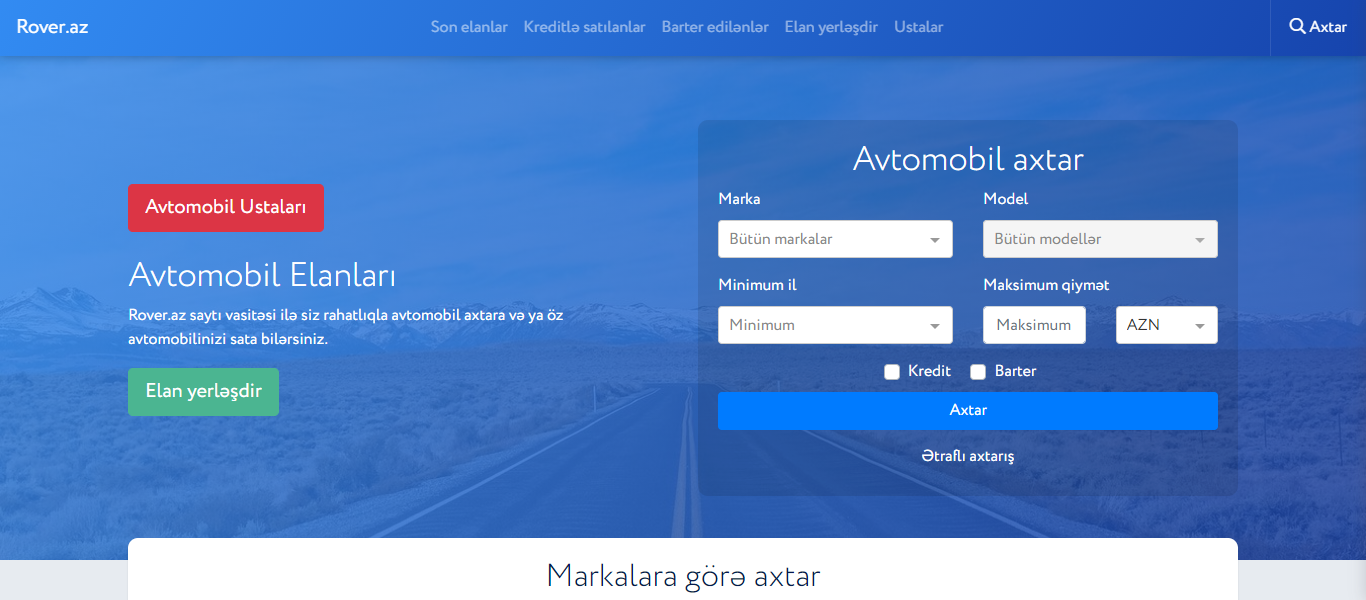 Rover.az
Son elanlar
Kreditlə satılanlar
Barter edilənlər
Elan yerləşdir
Ustalar
Axtar
Avtomobil Ustaları
Avtomobil Elanları
Rover.az saytı vasitəsi ilə siz rahatlıqla avtomobil axtara və ya öz
avtomobilinizi sata bilərsiniz.
Elan yerləşdir
Avtomobil axtar
Marka
Model
Bütün markalar
Bütün modellər
Minimum il
Maksimum qiymət
Minimum
Maksimum
AZN
Kredit
Barter
Axtar
Ətraflı axtarış
Markalara görə axtar